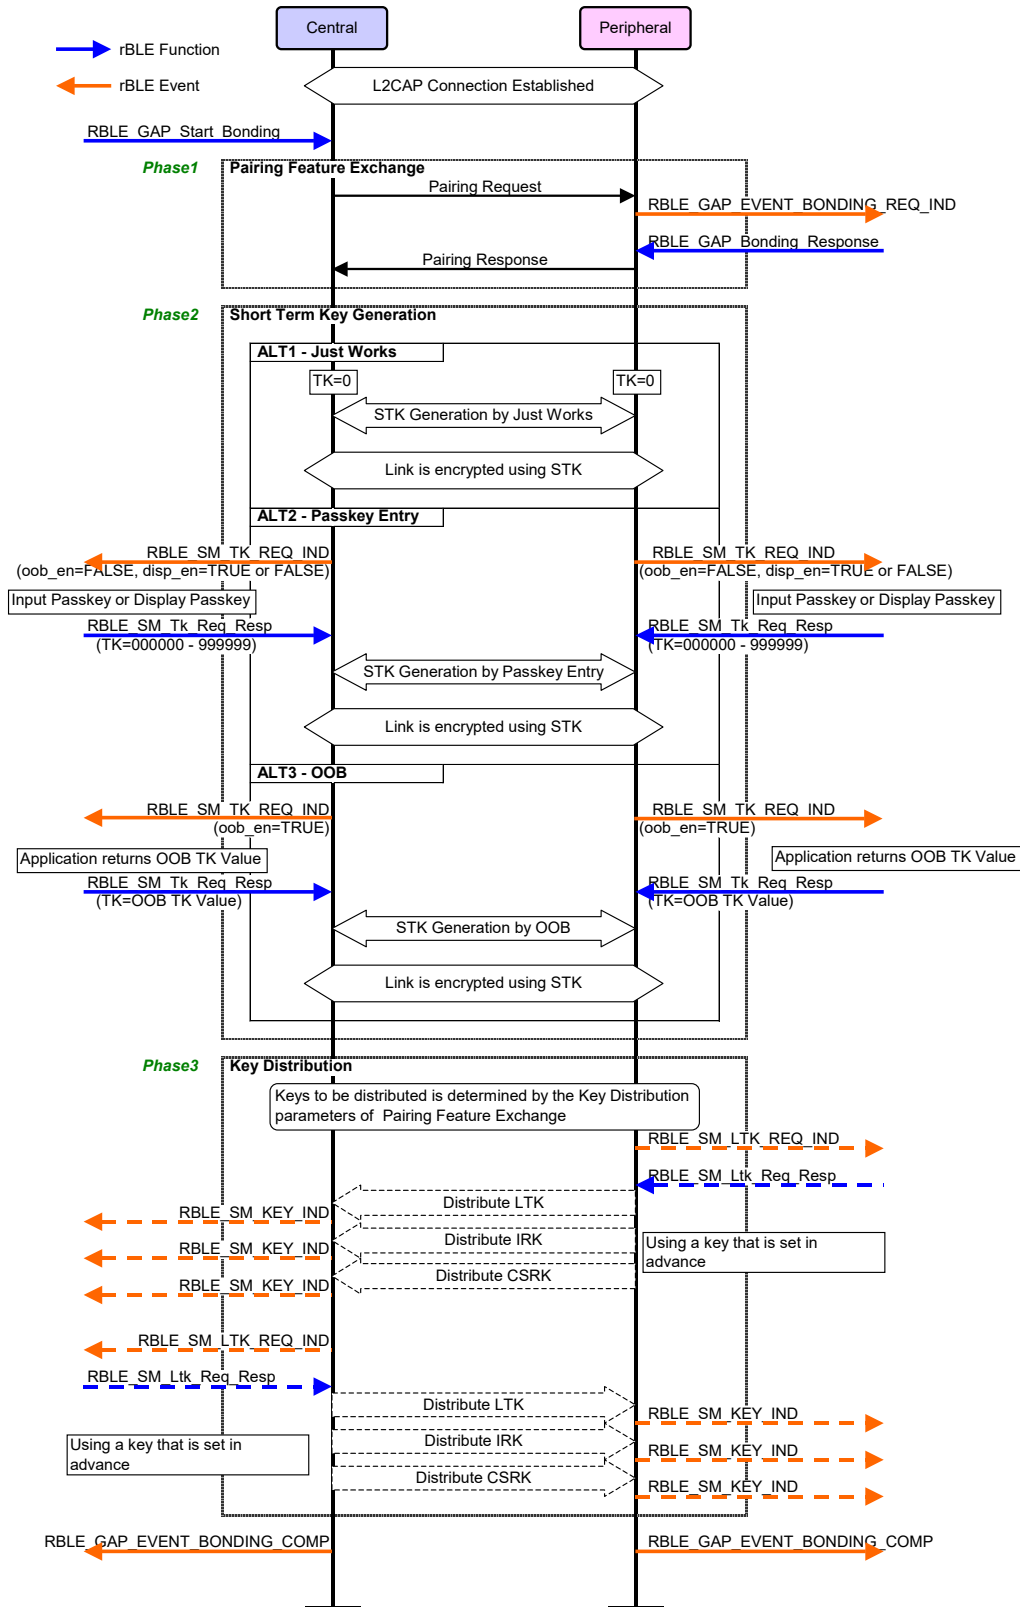 Central
Peripheral
rBLE Function
rBLE Event
L2CAP Connection Established
RBLE_GAP_Start_Bonding
Phase1
Pairing Feature Exchange
Pairing Request
RBLE_GAP_EVENT_BONDING_REQ_IND
RBLE_GAP_Bonding_Response
Pairing Response
Phase2
Short Term Key Generation
ALT1 - Just Works
TK=0
TK=0
STK Generation by Just Works
Link is encrypted using STK
ALT2 - Passkey Entry
RBLE_SM_TK_REQ_IND
(oob_en=FALSE, disp_en=TRUE or FALSE)
RBLE_SM_TK_REQ_IND
(oob_en=FALSE, disp_en=TRUE or FALSE)
Input Passkey or Display Passkey
Input Passkey or Display Passkey
RBLE_SM_Tk_Req_Resp
(TK=000000 - 999999)
RBLE_SM_Tk_Req_Resp
(TK=000000 - 999999)
STK Generation by Passkey Entry
Link is encrypted using STK
ALT3 - OOB
RBLE_SM_TK_REQ_IND
(oob_en=TRUE)
RBLE_SM_TK_REQ_IND
(oob_en=TRUE)
Application returns OOB TK Value
Application returns OOB TK Value
RBLE_SM_Tk_Req_Resp
(TK=OOB TK Value)
RBLE_SM_Tk_Req_Resp
(TK=OOB TK Value)
STK Generation by OOB
Link is encrypted using STK
Phase3
Key Distribution
Keys to be distributed is determined by the Key Distribution
parameters of  Pairing Feature Exchange
RBLE_SM_LTK_REQ_IND
RBLE_SM_Ltk_Req_Resp
Distribute LTK
RBLE_SM_KEY_IND
Distribute IRK
RBLE_SM_KEY_IND
Using a key that is set in
advance
Distribute CSRK
RBLE_SM_KEY_IND
RBLE_SM_LTK_REQ_IND
RBLE_SM_Ltk_Req_Resp
Distribute LTK
RBLE_SM_KEY_IND
Distribute IRK
Using a key that is set in
advance
RBLE_SM_KEY_IND
Distribute CSRK
RBLE_SM_KEY_IND
RBLE_GAP_EVENT_BONDING_COMP
RBLE_GAP_EVENT_BONDING_COMP